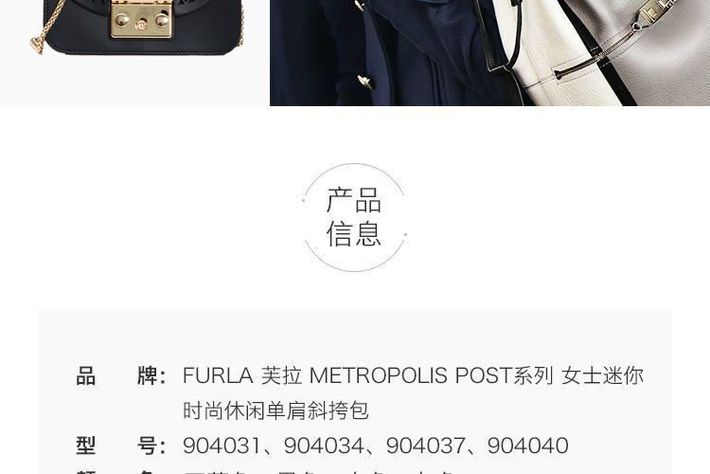 产品
信息
品 牌： FURLA 芙拉 METROPOLIS POST系列 女士迷你
时尚休闲单肩斜挎包
型 号： 904031、904034、904037、904040